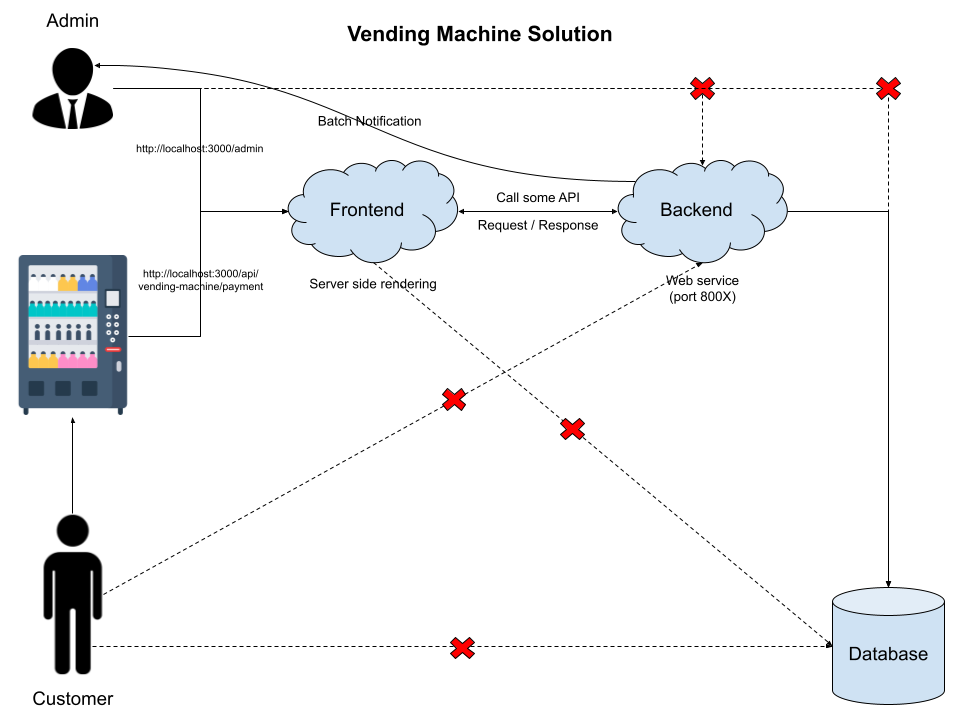 Admin
Vending Machine Solution
Batch Notification
http://localhost:3000/admin
Call some API
Frontend
Backend
Request / Response
http://localhost:3000/api/
vending-machine/payment
Server side rendering
Web service
(port 800X)
Database
Customer